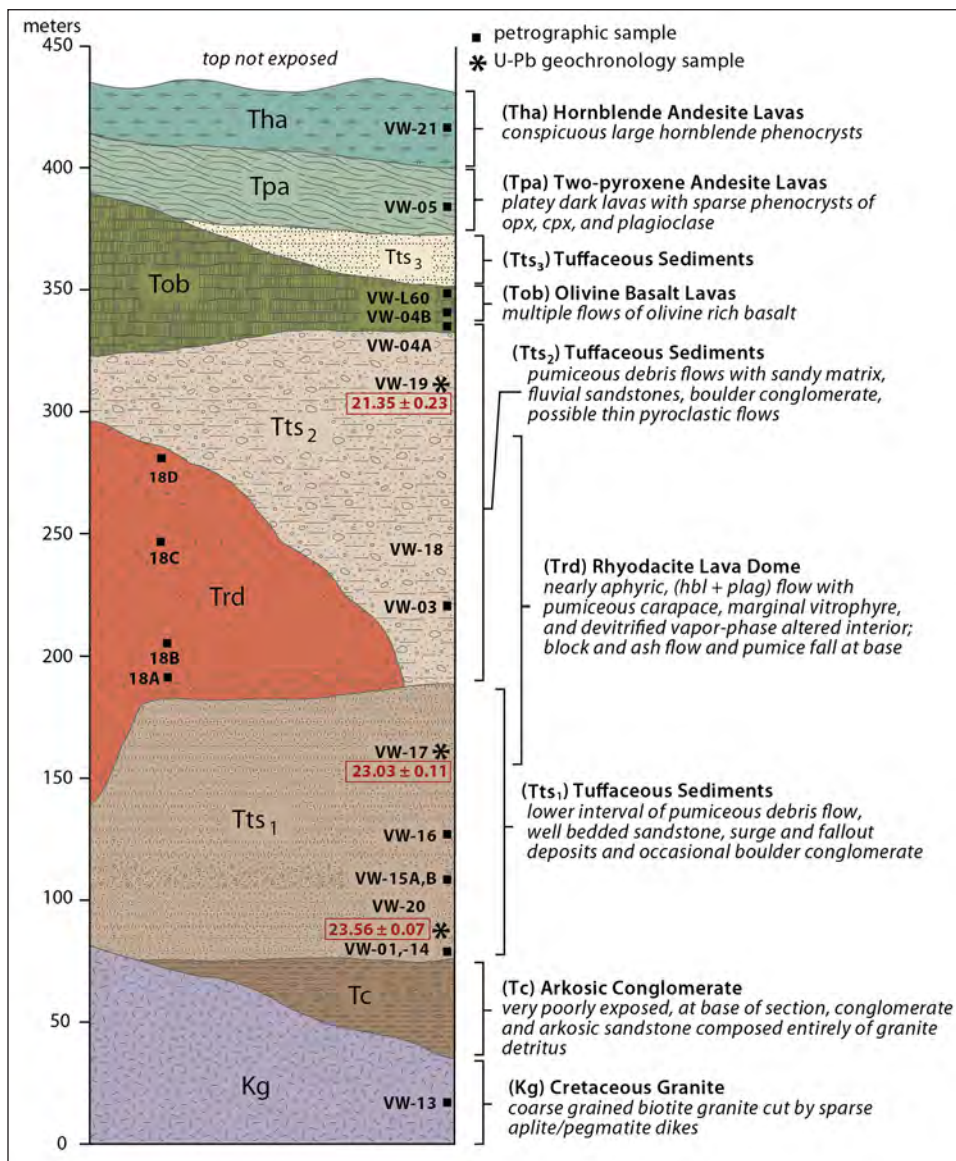 meters
450
400
350
300
250
200
150
100
50
0
top not exposed
■ petrographic sample
* U-Pb geochronology sample
Tha
VW-21
Tpa
VW-05
Tts3
Tob
VW-L60
VW-04B
VW-04A
VW-19
21.35 ± 0.23
Tts2
18D
18C
VW-18
Trd
VW-03
18B
18A
VW-17
23.03 ± 0.11
Tts1
VW-16
VW-15A,B
VW-20
23.56 ± 0.07
VW-01,-14
Tc
Kg
VW-13
(Tha) Hornblende Andesite Lavas
conspicuous large hornblende phenocrysts
(Tpa) Two-pyroxene Andesite Lavas
platey dark lavas with sparse phenocrysts of
opx, cpx, and plagioclase
(Tts3) Tuffaceous Sediments
(Tob) Olivine Basalt Lavas
multiple flows of olivine rich basalt
(Tts2) Tuffaceous Sediments
pumiceous debris flows with sandy matrix,
fluvial sandstones, boulder conglomerate,
possible thin pyroclastic flows
(Trd) Rhyodacite Lava Dome
nearly aphyric, (hbl + plag) flow with
pumiceous carapace, marginal vitrophyre,
and devitrified vapor-phase altered interior;
block and ash flow and pumice fall at base
(Tts1) Tuffaceous Sediments
lower interval of pumiceous debris flow,
well bedded sandstone, surge and fallout
deposits and occasional boulder conglomerate
(Tc) Arkosic Conglomerate
very poorly exposed, at base of section, conglomerate
and arkosic sandstone composed entirely of granite
detritus
(Kg) Cretaceous Granite
coarse grained biotite granite cut by sparse
aplite/pegmatite dikes